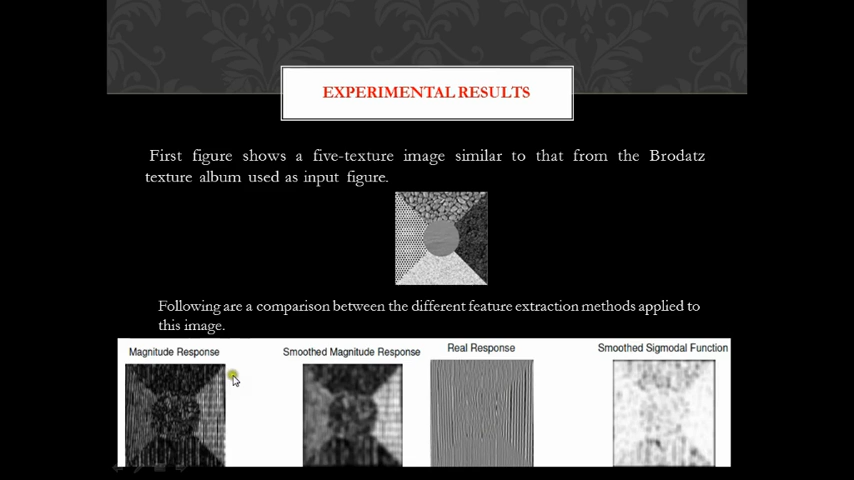 EXPERIMENTAL RESULTS
First figure shows a five-texture image similar to that from the Brodatz
texture album used as input figure.
Following are a comparison between the different feature extraction methods applied to
this image.
Magnitude Response
Smoothed Magnitude Response
Real Response
Smoothed Sigmodal Function